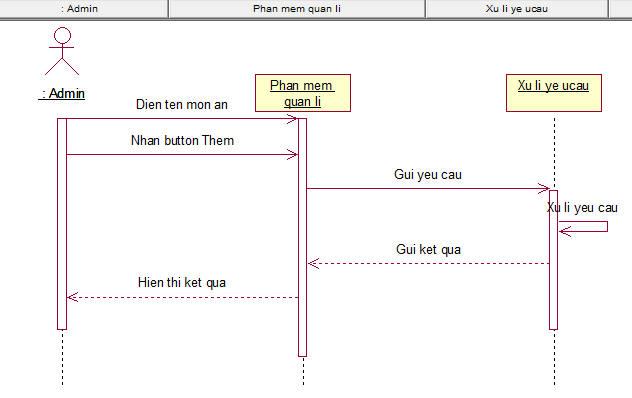 : Admin
Phan mem quan li
Xu li ye ucau
: Admin
Phan mem
quan li
Xu li ye ucau
Dien ten mon an
Nhan button Them
Gui yeu cau
Xu li yeu cau
Gui ket qua
Hien thi ket qua